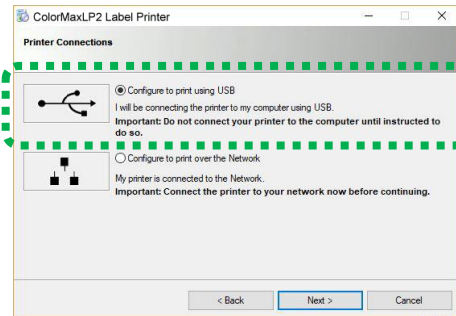 ColorMaxLP2 Label Printer
Printer Connections
Configure to print using USB
I will be connecting the printer to my computer using USB.
Important: Do not connect your printer to the computer until instructed to
do so.
Configure to print over the Network
My printer is connected to the Network.
Important: Connect the printer to your network now before continuing.
< Back
Next >
Cancel